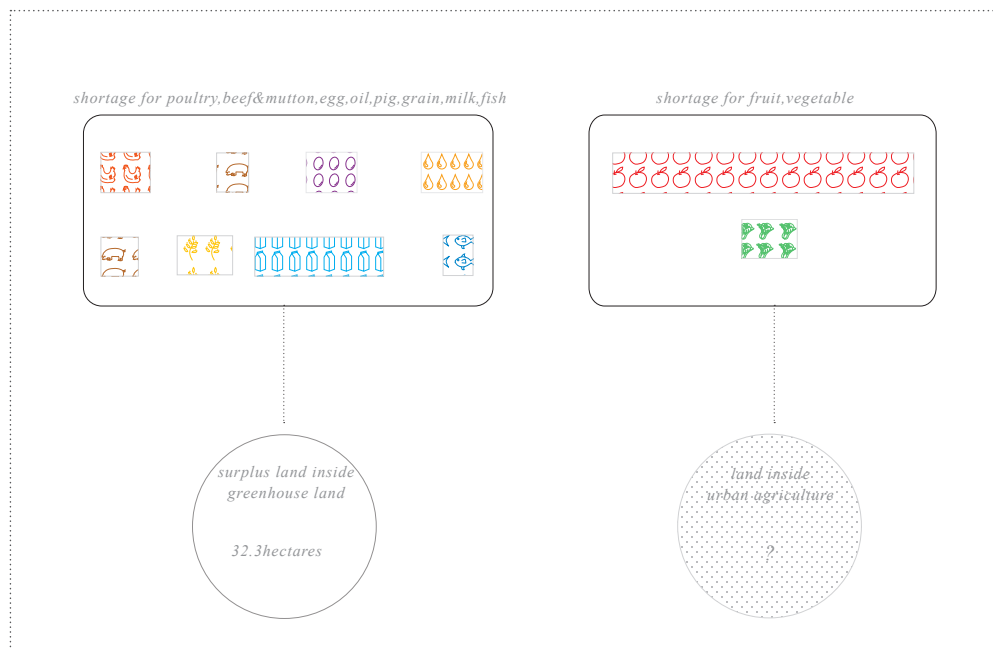 shortage for poultry,beef&mutton,egg,oil,pig,grain,milk,fish
shortage for fruit,vegetable
surplus land inside
greenhouse land
32.3hectares
land inside
urban agriculture
?